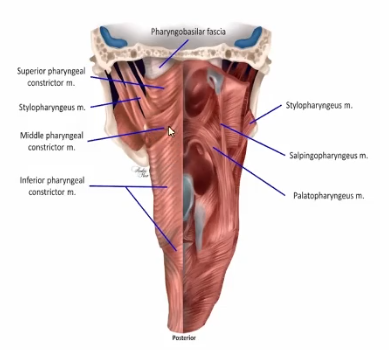 Pharyngobasilar fascia
Superior pharyngeal
constrictor m.
Stylopharyngeus m.
Middle pharyngeal
constrictor m.
Inferior pharyngeal
constrictor m.
Stylopharyngeus m.
Salpingopharyngeus m.
Palatopharyngeus m.
Posterior